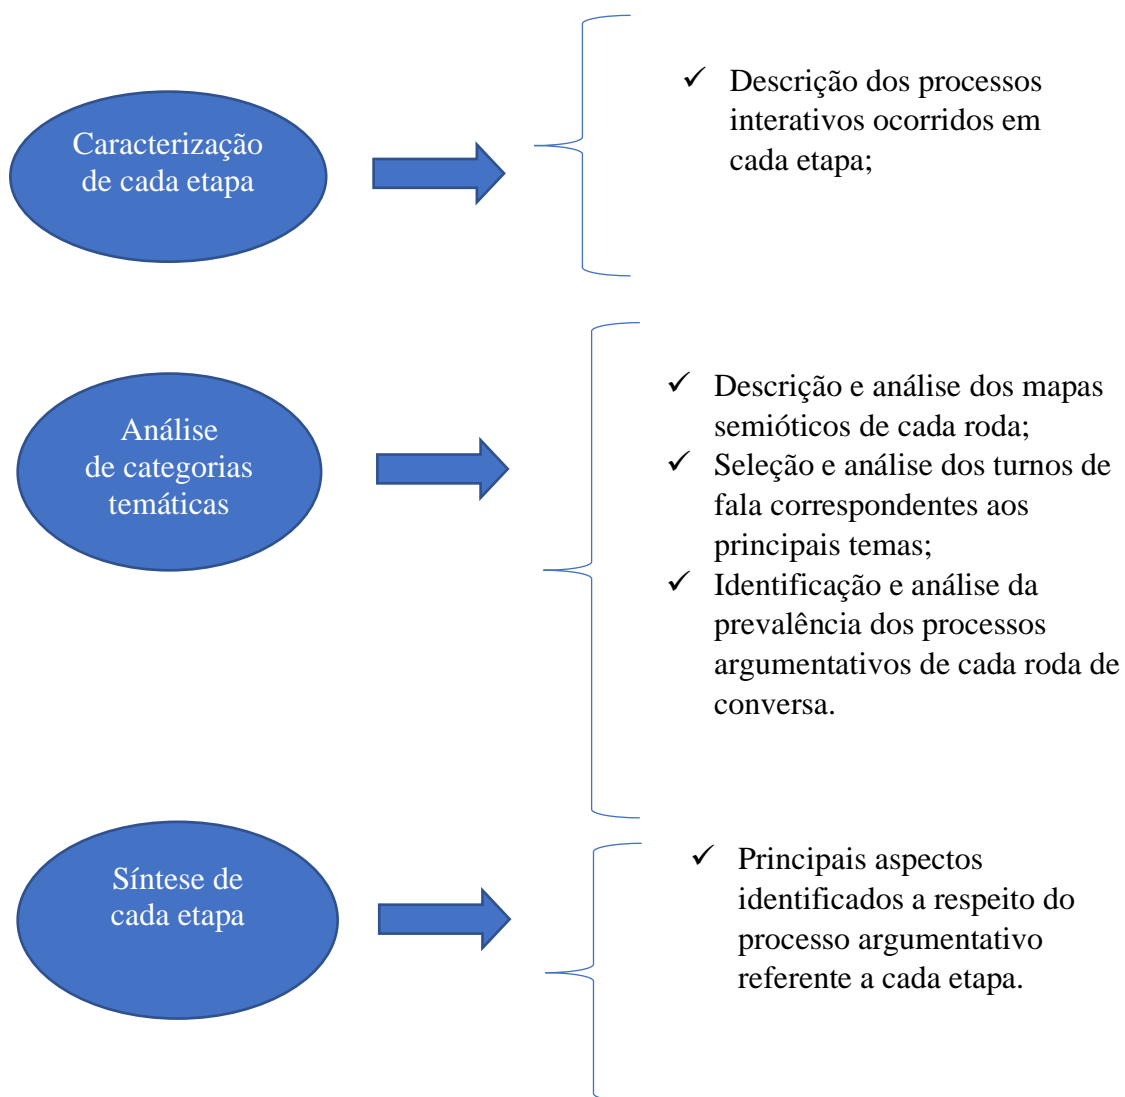 Caracterização
de cada etapa
✓ Descrição dos processos
interativos ocorridos em
cada etapa;
Análise
de categorias
temáticas
✓ Descrição e análise dos mapas
semióticos de cada roda;
✓ Seleção e análise dos turnos de
fala correspondentes aos
principais temas;
✓ Identificação e análise da
prevalência dos processos
argumentativos de cada roda de
conversa.
Síntese de
cada etapa
✓ Principais aspectos
identificados a respeito do
processo argumentativo
referente a cada etapa.